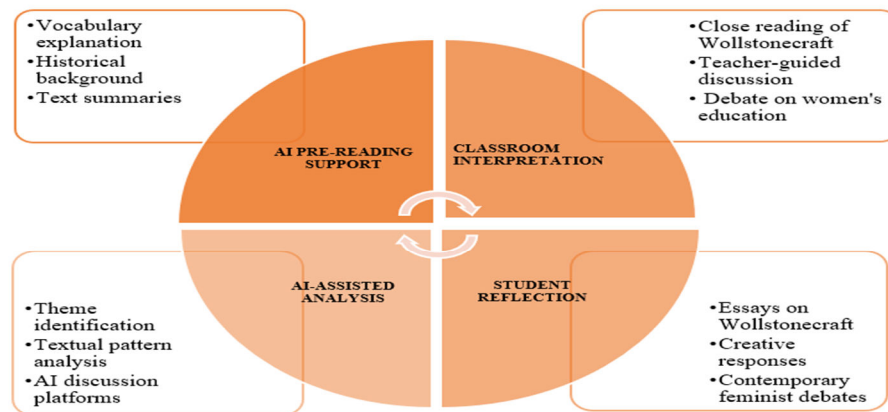 •Vocabulary
explanation
•Historical
background
•Text summaries
•Close reading of
Wollstonecraft
•Teacher-guided
discussion
• Debate on women's
education
AI PRE-READING
SUPPORT
CLASSROOM
INTERPRETATION
AI-ASSISTED
ANALYSIS
STUDENT
REFLECTION
•Theme
identification
•Textual pattern
analysis
•AI discussion
platforms
•Essays on
Wollstonecraft
•Creative
responses
•Contemporary
feminist debates